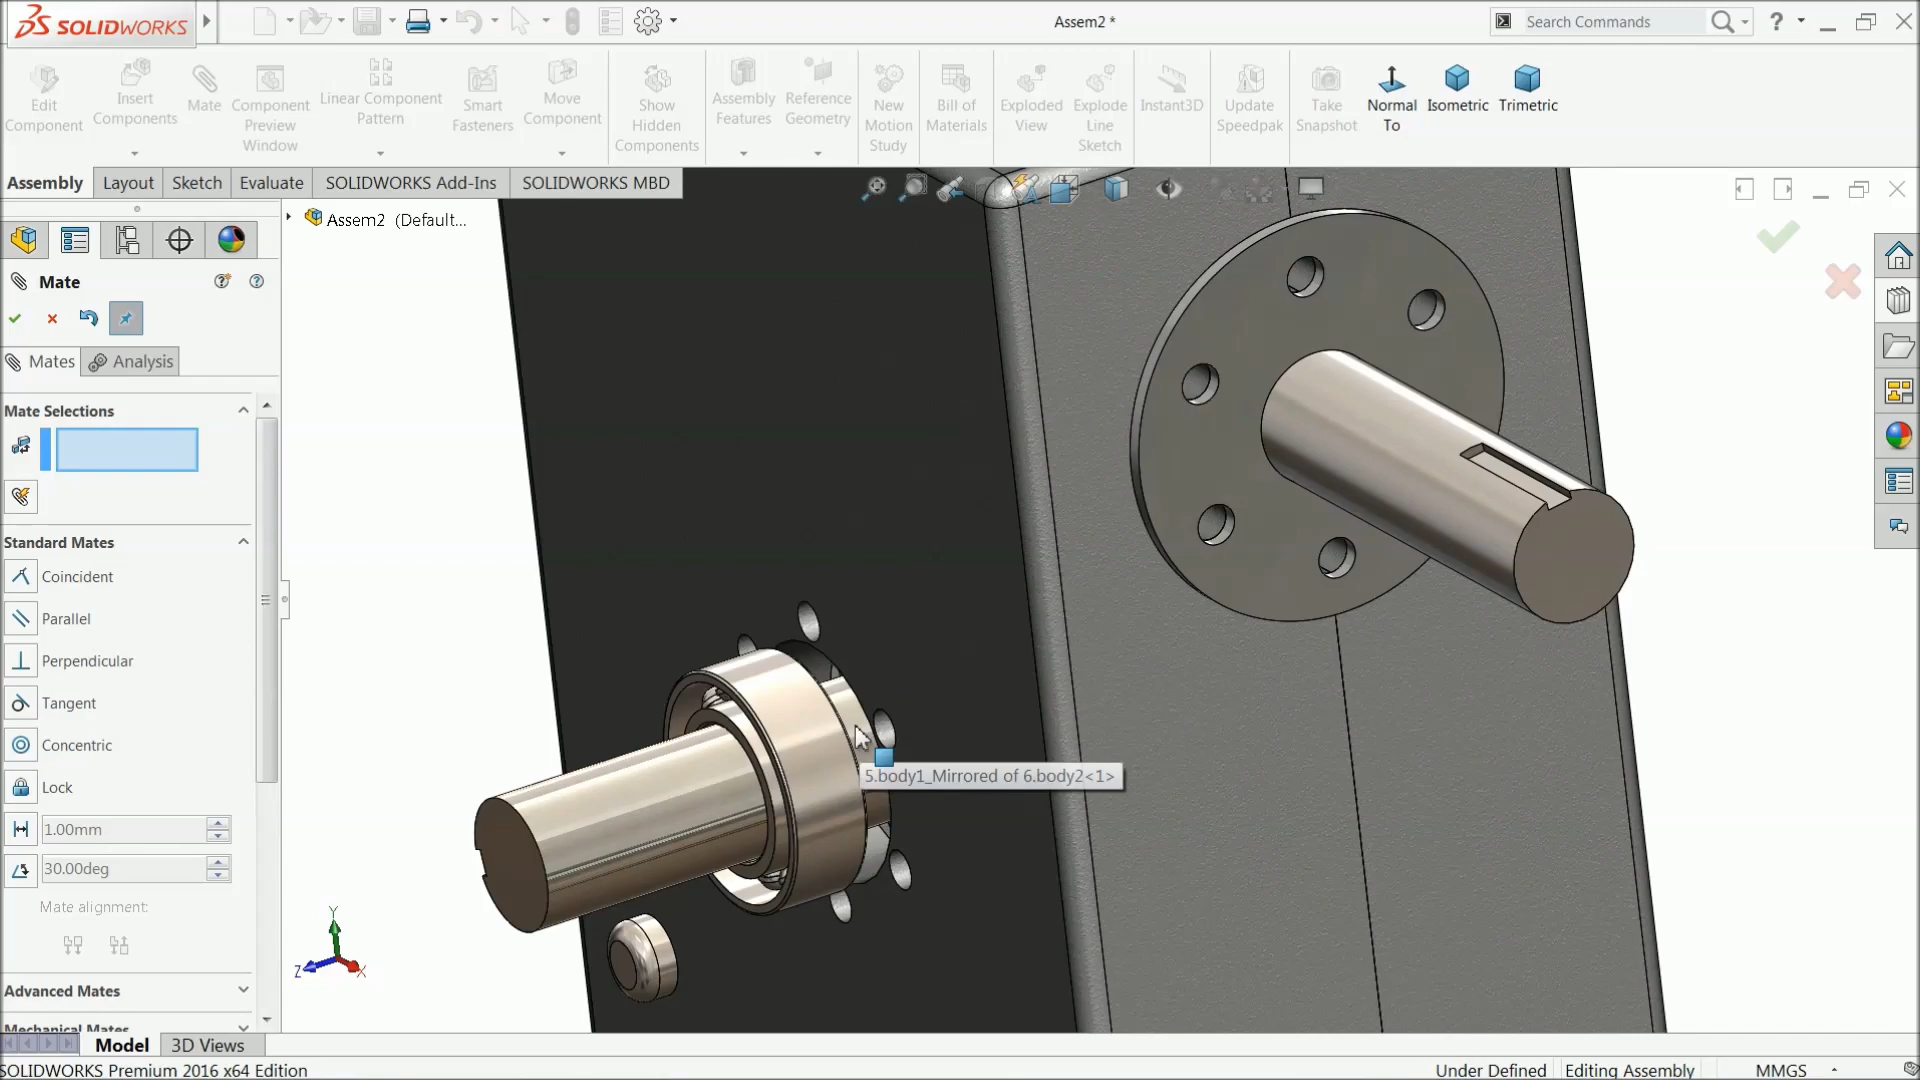 SOLIDWORKS
Assem2 *
Search Commands
Edit Component
Insert Components
Mate
Component Preview Window
Linear Component Pattern
Smart Fasteners
Move Component
Show Hidden Components
Assembly Features
Reference Geometry
New Motion Study
Bill of Materials
Exploded View
Explode Line Sketch
Instant3D
Update Speedpak
Take Snapshot
Normal To
Isometric
Trimetric
Assembly
Layout
Sketch
Evaluate
SOLIDWORKS Add-Ins
SOLIDWORKS MBD
Assem2 (Default...
Mate
Mates
Analysis
Mate Selections
Standard Mates
Coincident
Parallel
Perpendicular
Tangent
Concentric
Lock
1.00mm
30.00deg
Mate alignment:
Advanced Mates
Mechanical Mates
5.body1_Mirrored of 6.body2<1>
Y
Z
X
Model
3D Views
SOLIDWORKS Premium 2016 x64 Edition
Under Defined
Editing Assembly
MMGS